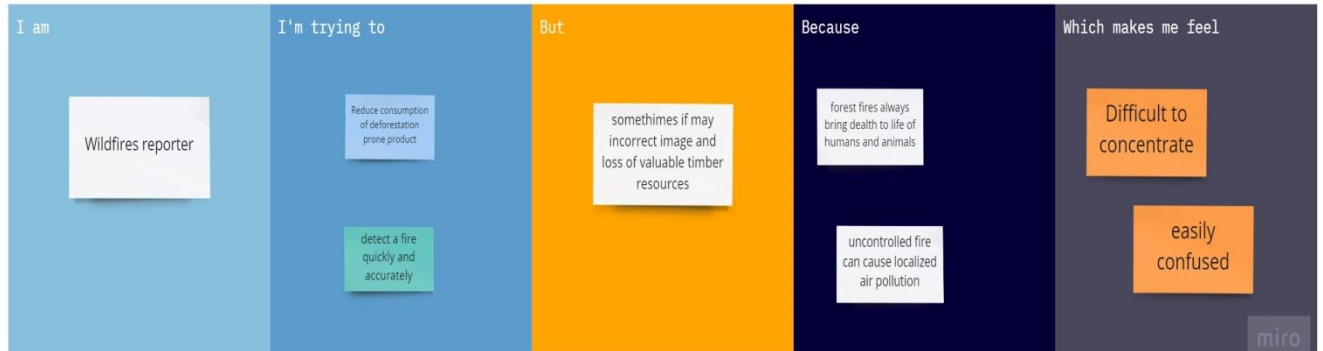 I am
Wildfires reporter
I'm trying to
Reduce consumption
of deforestation
prone product
detect a fire
quickly and
accurately
But
somethimes if may
incorrect image and
loss of valuable timber
resources
Because
forest fires always
bring dealth to life of
humans and animals
uncontrolled fire
can cause localized
air pollution
Which makes me feel
Difficult to
concentrate
easily
confused
miro